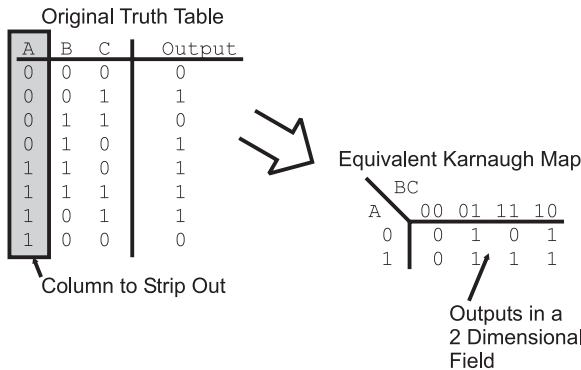 Original Truth Table
A B C Output
0 0 0 0
0 0 1 1
0 1 1 0
0 1 0 1
1 1 0 1
1 1 1 1
1 0 1 1
1 0 0 0
Column to Strip Out
Equivalent Karnaugh Map
BC
A 00 01 11 10
0 0 1 0 1
1 0 1 1 1
Outputs in a
2 Dimensional
Field